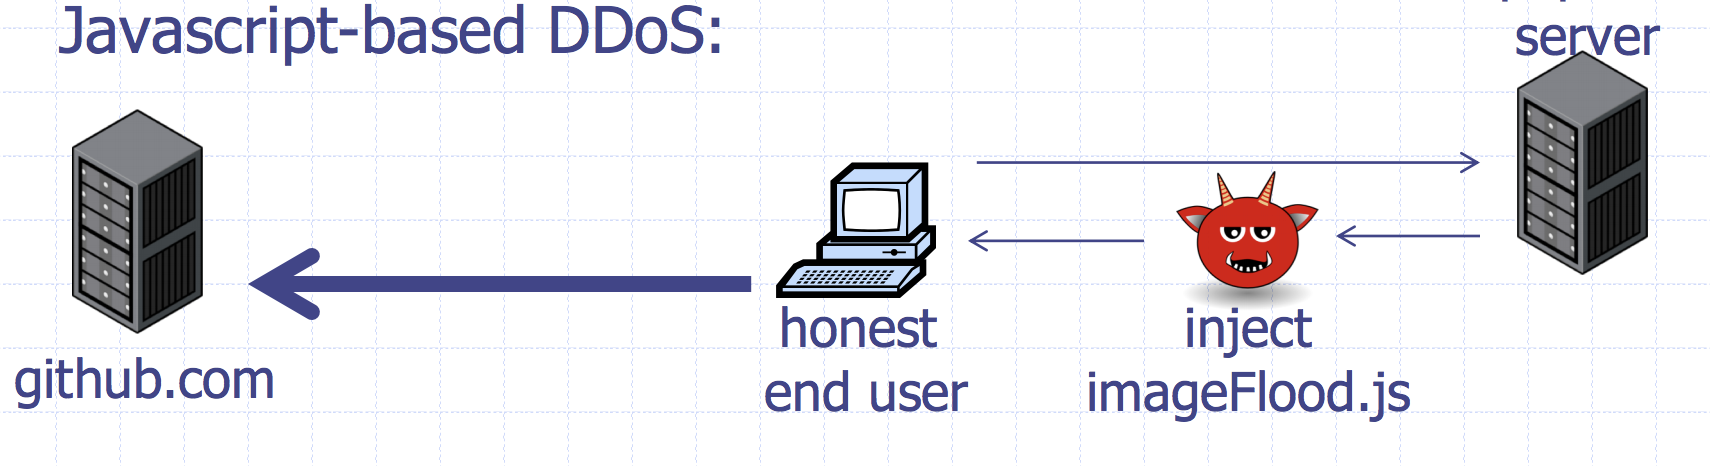 Javascript-based DDoS:
server
github.com
honest
end user
inject
imageFlood.js